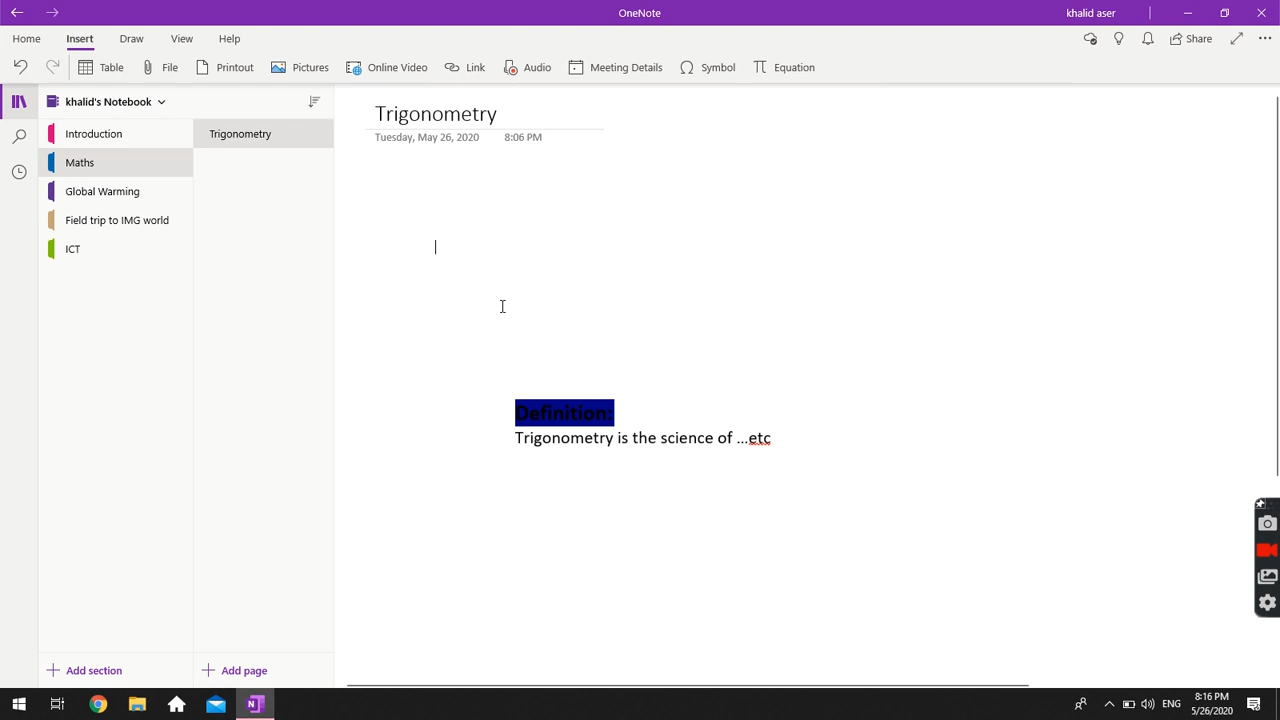 OneNote
khalid aser
Home Insert Draw View Help
Share
Table File Printout Pictures Online Video Link Audio Meeting Details Symbol Equation
khalid's Notebook
Introduction
Maths
Global Warming
Field trip to IMG world
ICT
Trigonometry
Trigonometry
Tuesday, May 26, 2020 8:06 PM
Definition:
Trigonometry is the science of ...etc
Add section
Add page
ENG
8:16 PM
5/26/2020